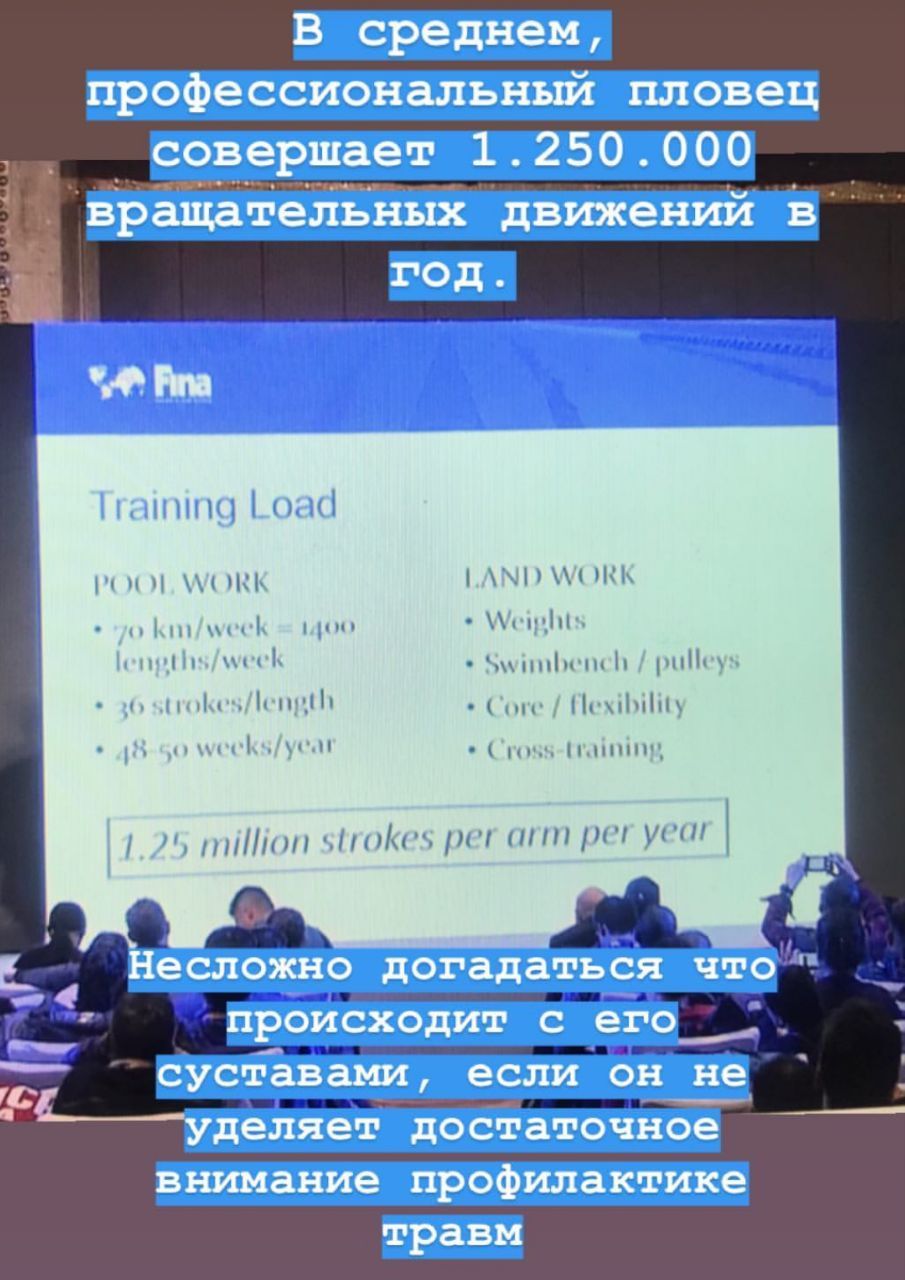 В среднем,
профессиональный пловец
совершает 1.250.000
вращательных движений в
год.
Fina
Training Load
POOL WORK
• 70 km/week = 1400
lengths/week
• 36 strokes/length
• 48-50 weeks/year
LAND WORK
• Weights
• Swimbench / pulleys
• Core / flexibility
• Cross-training
1.25 million strokes per arm per year
Несложно догадаться что
происходит с его
суставами, если он не
уделяет достаточное
внимание профилактике
травм